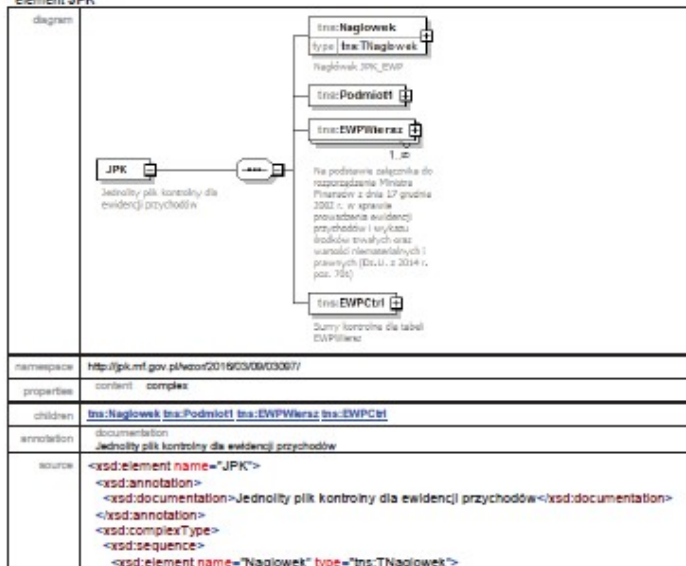 element JPK
diagram
tns:Naglowek
type tns:TNaglowek
Nagłówek JPK_EWP
tns:Podmiot1
tns:EWPWiersz
1..∞
Na podstawie załącznika do
rozporządzenia Ministra
Finansów z dnia 17 grudnia
2002 r. w sprawie
prowadzenia ewidencji
przychodów i wykazu
środków trwałych oraz
wartości niematerialnych i
prawnych (Dz.U. z 2014 r.
poz. 701)
JPK
Jednolity plik kontrolny dla
ewidencji przychodów
tns:EWPCtrl
Sumy kontrolne dla tabeli
EWPWiersz
namespace http://jpk.mf.gov.pl/wzor/2016/03/09/03097/
properties content complex
children tns:Naglowek tns:Podmiot1 tns:EWPWiersz tns:EWPCtrl
annotation documentation
Jednolity plik kontrolny dla ewidencji przychodów
source <xsd:element name="JPK">
<xsd:annotation>
<xsd:documentation>Jednolity plik kontrolny dla ewidencji przychodów</xsd:documentation>
</xsd:annotation>
<xsd:complexType>
<xsd:sequence>
<xsd:element name="Naglowek" type="tns:TNaglowek">